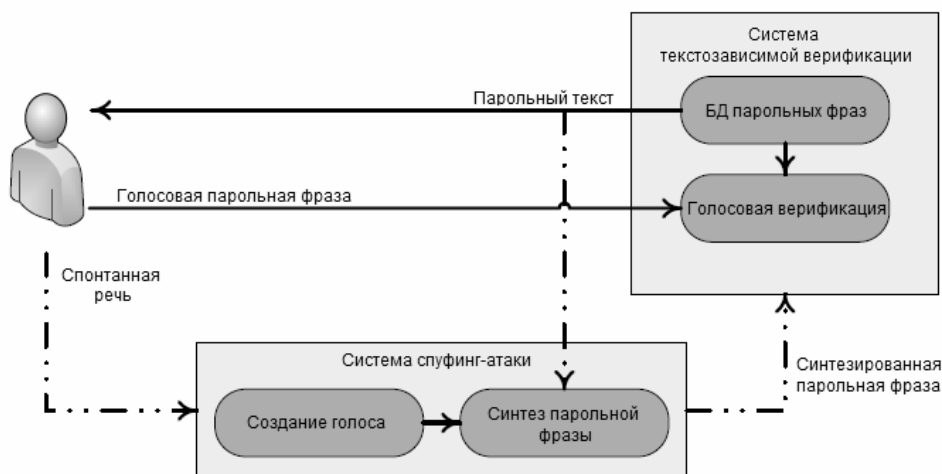 Система
текстозависимой верификации
Парольный текст
БД парольных фраз
Голосовая парольная фраза
Голосовая верификация
Спонтанная
речь
Система спуфинг-атаки
Синтезированная
парольная фраза
Создание голоса
Синтез парольной
фразы